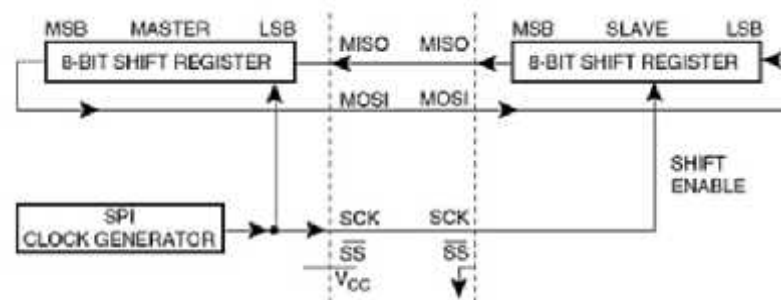 MSB MASTER LSB
8-BIT SHIFT REGISTER
MISO MISO
MSB SLAVE LSB
8-BIT SHIFT REGISTER
MOSI MOSI
SHIFT
ENABLE
SPI
CLOCK GENERATOR
SCK SCK
SS SS
VCC